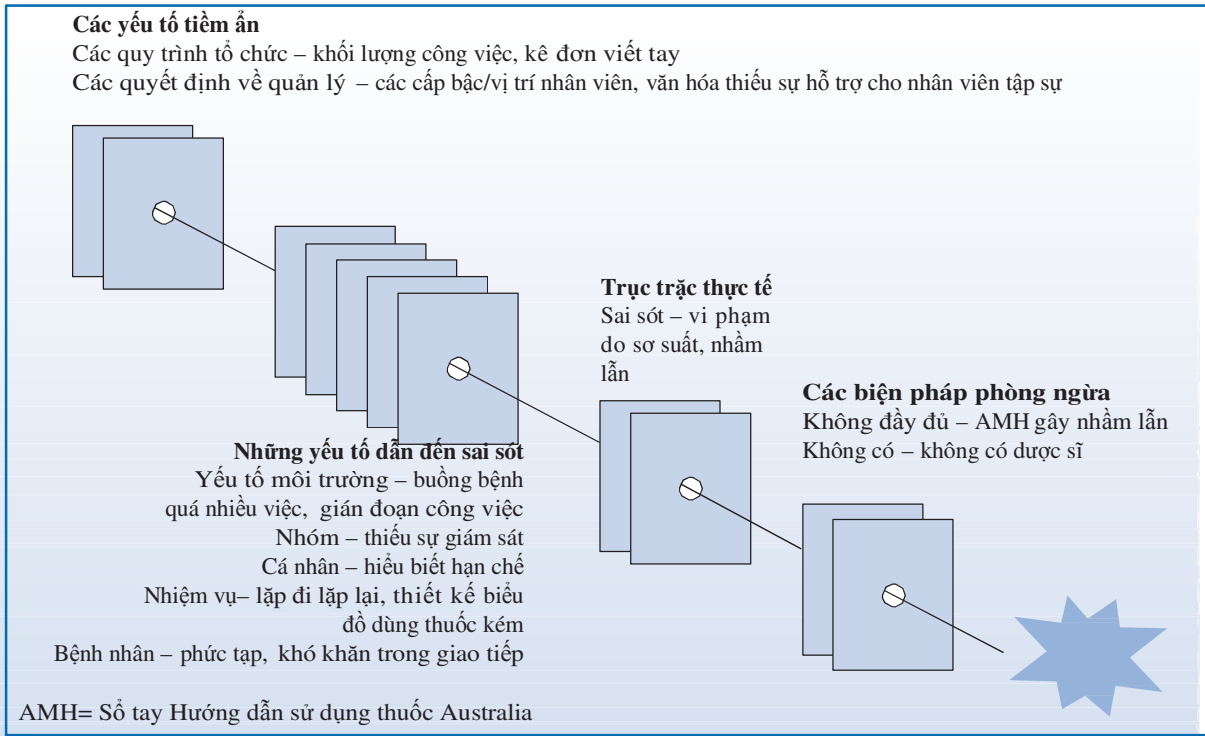 Các yếu tố tiềm ẩn
Các quy trình tổ chức – khối lượng công việc, kê đơn viết tay
Các quyết định về quản lý – các cấp bậc/vị trí nhân viên, văn hóa thiếu sự hỗ trợ cho nhân viên tập sự
Trục trặc thực tế
Sai sót – vi phạm
do sơ suất, nhầm
lẫn
Các biện pháp phòng ngừa
Không đầy đủ – AMH gây nhầm lẫn
Không có – không có dược sĩ
Những yếu tố dẫn đến sai sót
Yếu tố môi trường – buồng bệnh
quá nhiều việc, gián đoạn công việc
Nhóm – thiếu sự giám sát
Cá nhân – hiểu biết hạn chế
Nhiệm vụ– lặp đi lặp lại, thiết kế biểu
đồ dùng thuốc kém
Bệnh nhân – phức tạp, khó khăn trong giao tiếp
AMH= Sổ tay Hướng dẫn sử dụng thuốc Australia